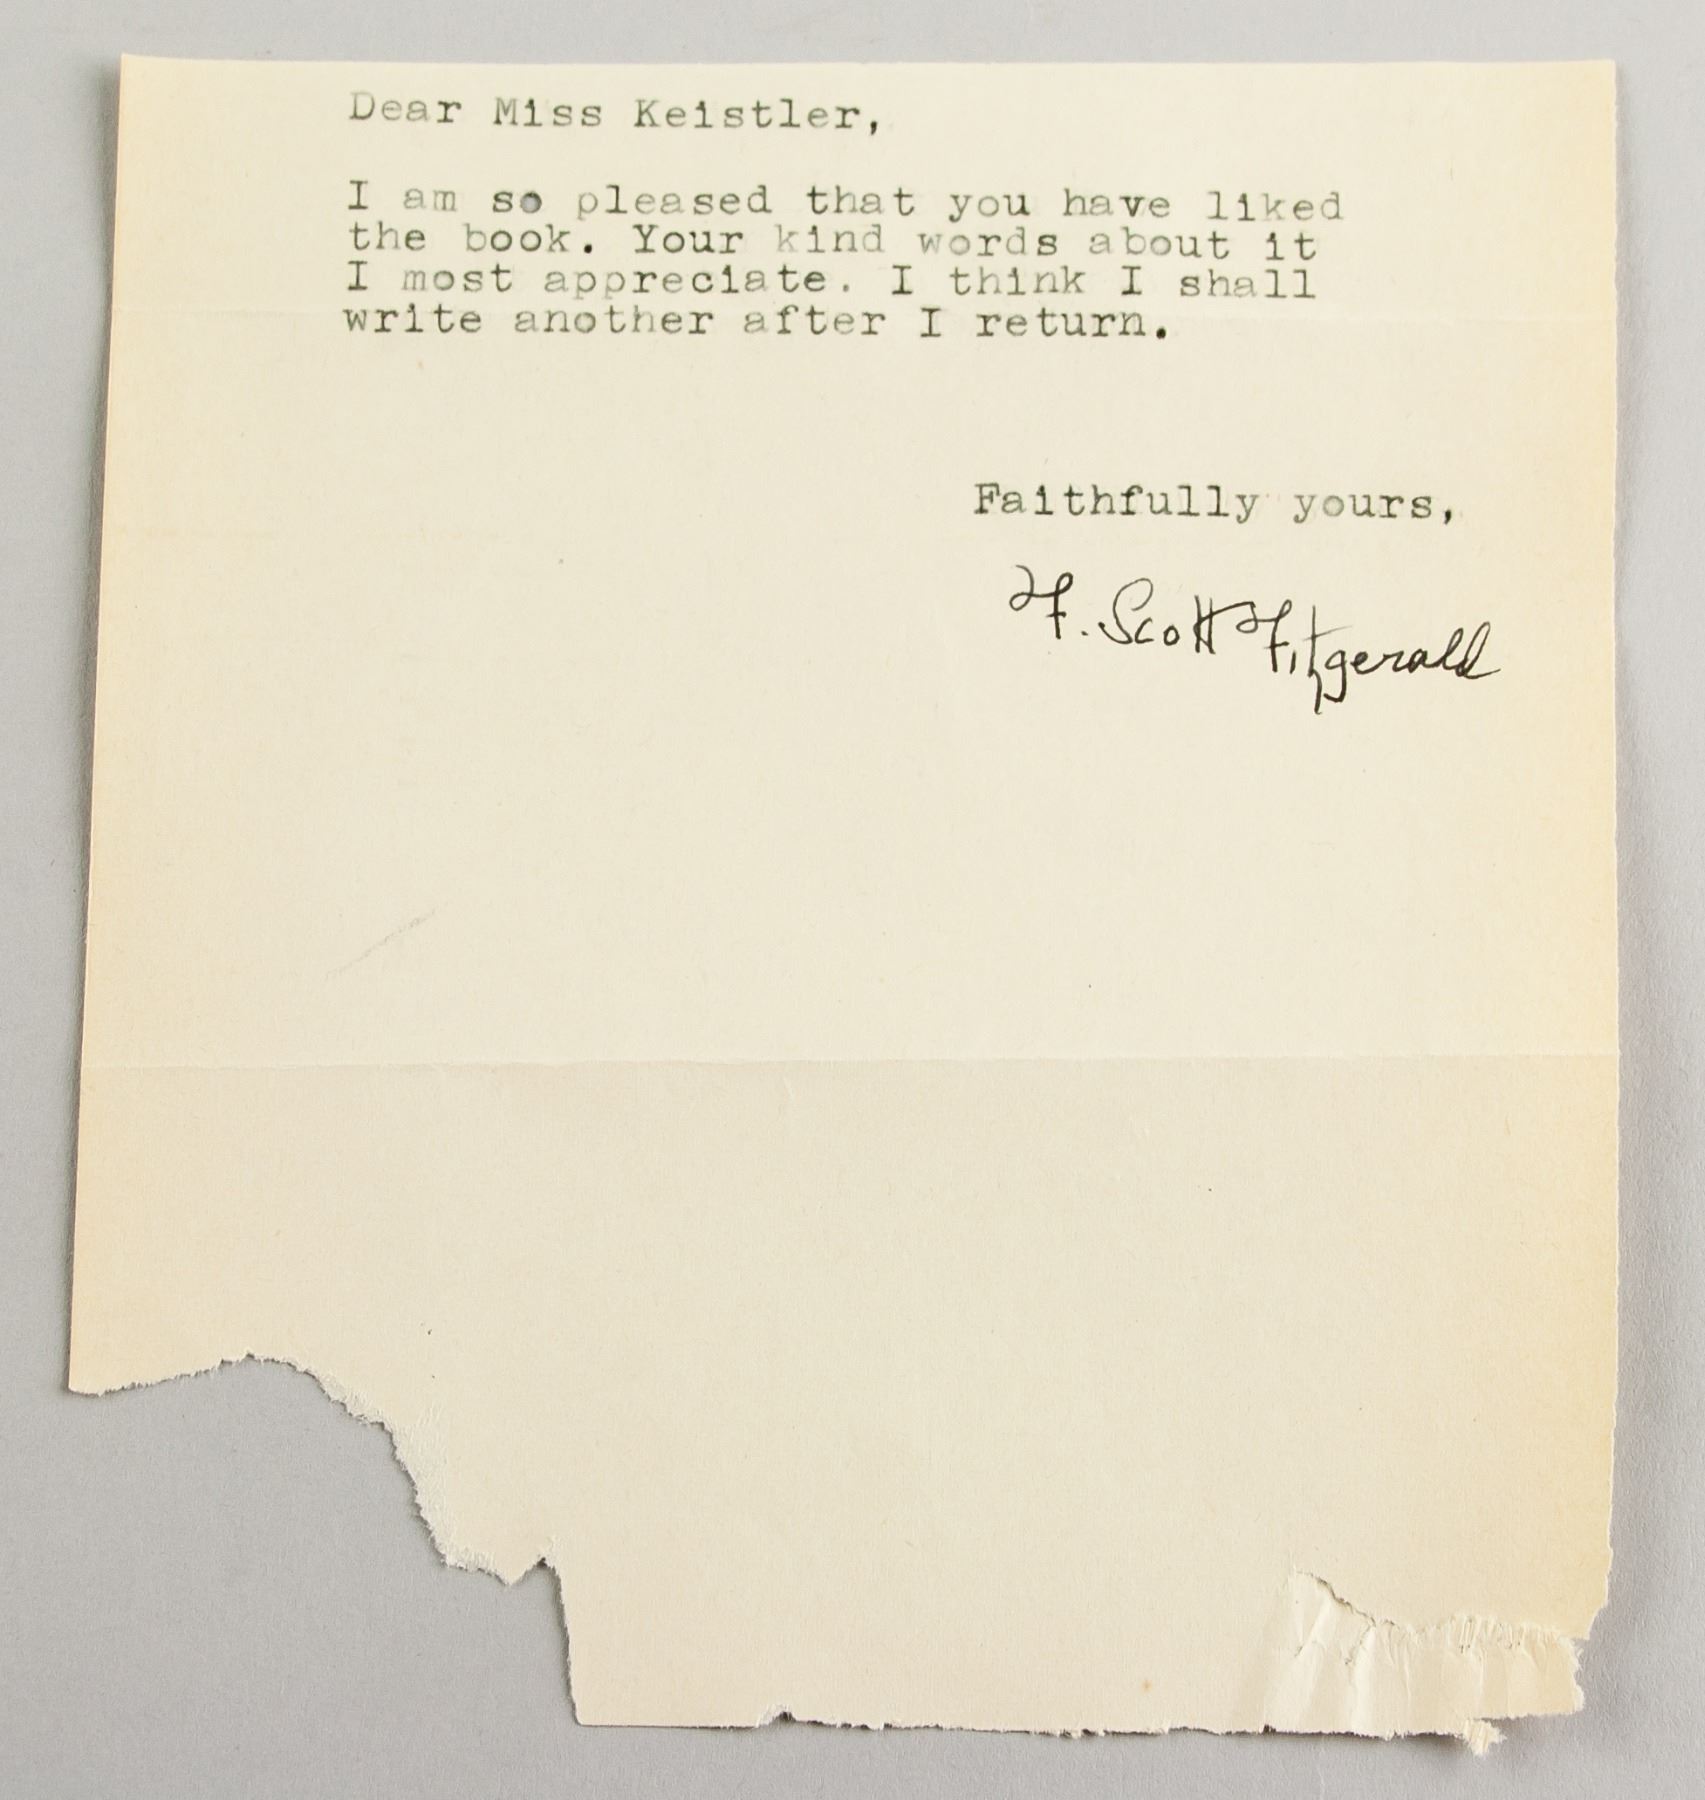 Dear Miss Keistler,
I am so pleased that you have liked
the book. Your kind words about it
I most appreciate. I think I shall
write another after I return.
Faithfully yours,
F. Scott Fitzgerald